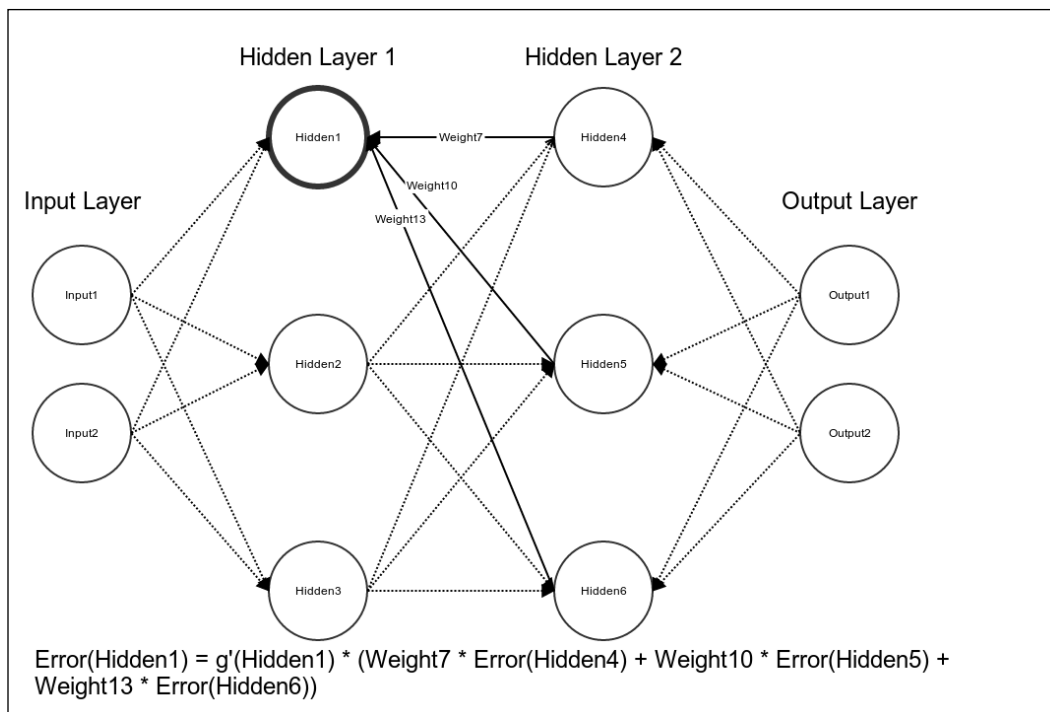 Hidden Layer 1
Hidden Layer 2
Hidden1
Weight7
Hidden4
Weight10
Input Layer
Weight13
Output Layer
Input1
Output1
Hidden2
Hidden5
Input2
Output2
Hidden3
Hidden6
Error(Hidden1) = g'(Hidden1) * (Weight7 * Error(Hidden4) + Weight10 * Error(Hidden5) +
Weight13 * Error(Hidden6))